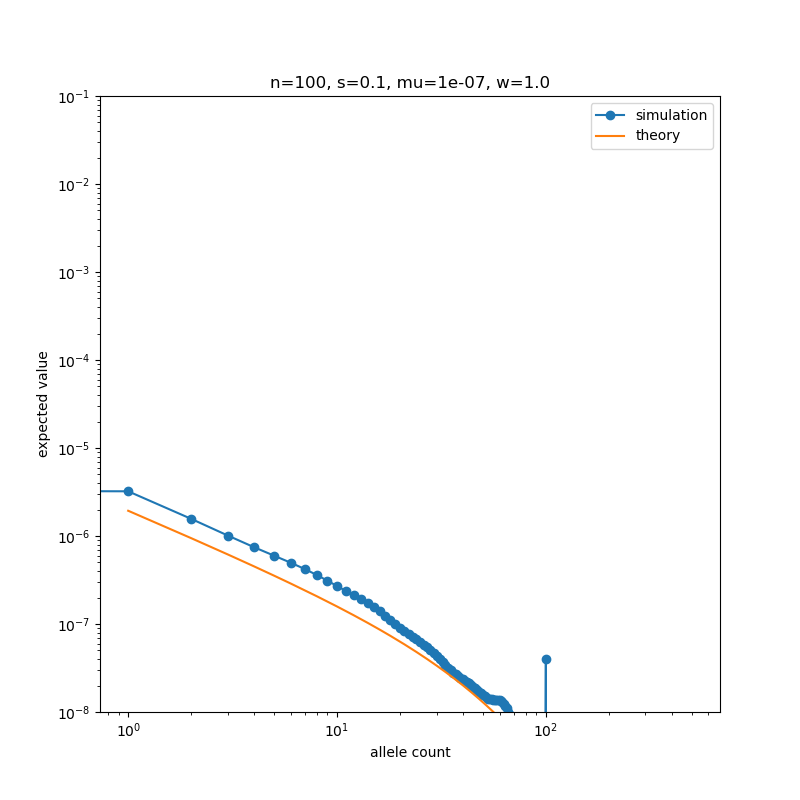 n=100, s=0.1, mu=1e-07, w=1.0
simulation
theory
10⁻¹
10⁻²
10⁻³
10⁻⁴
10⁻⁵
10⁻⁶
10⁻⁷
10⁻⁸
expected value
10⁰ 10¹ 10²
allele count